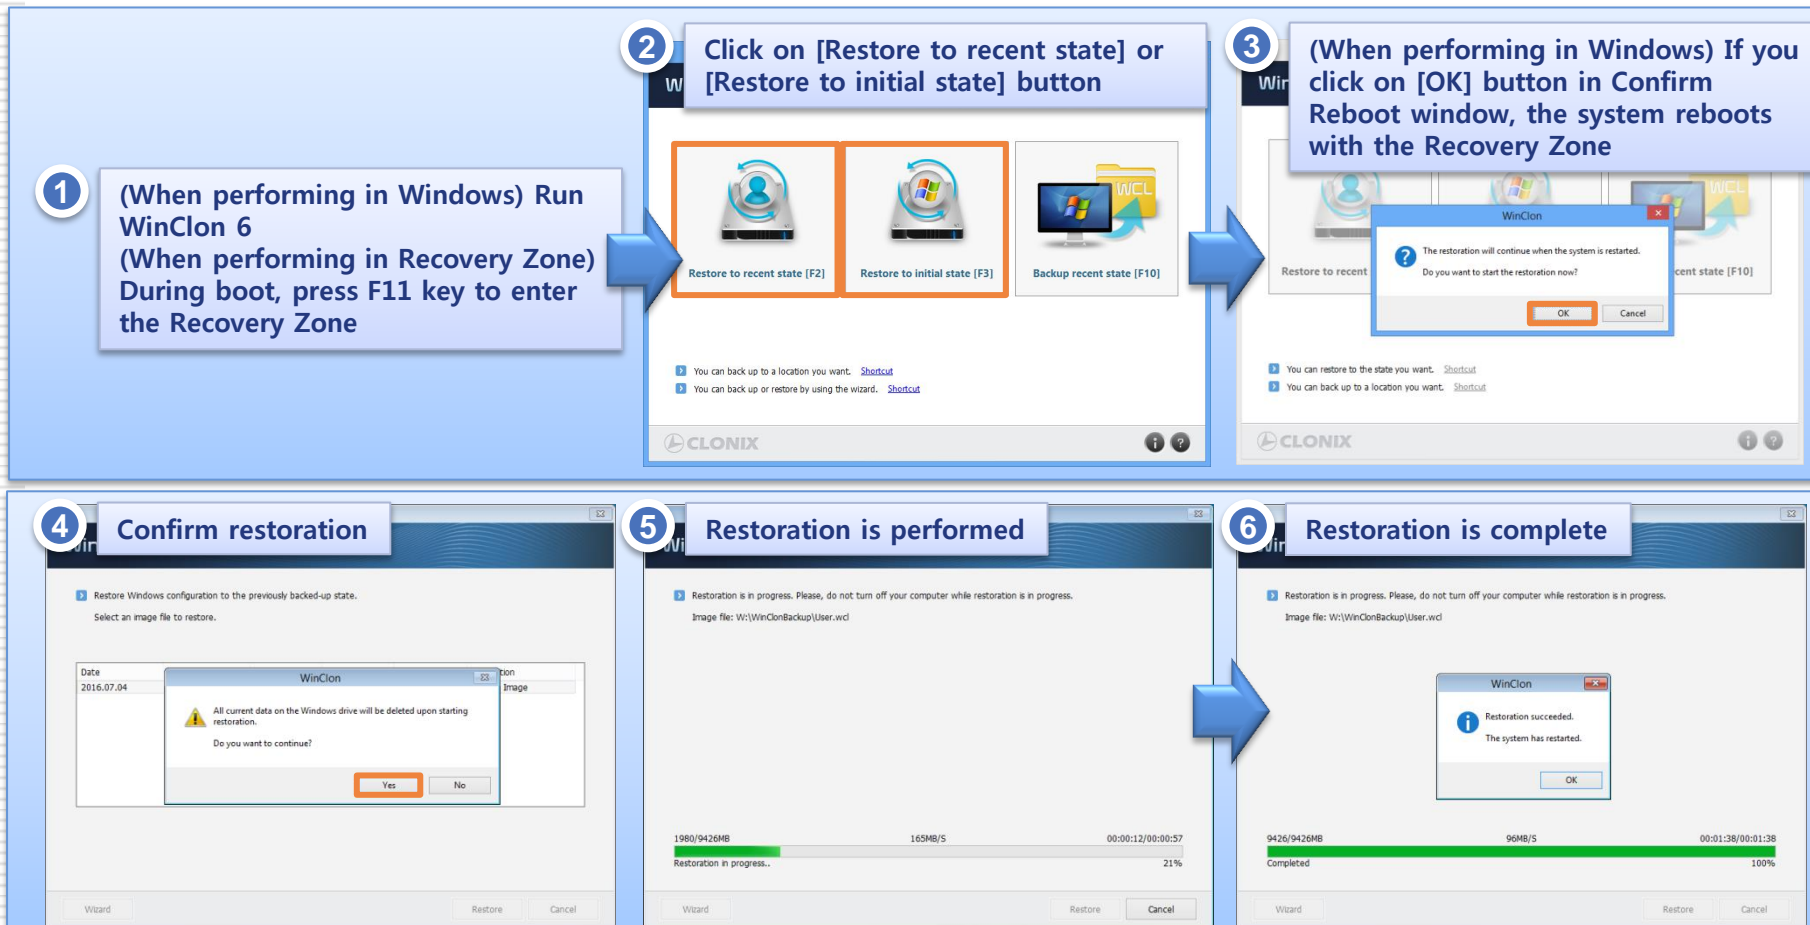 1
(When performing in Windows) Run
WinClon 6
(When performing in Recovery Zone)
During boot, press F11 key to enter
the Recovery Zone
2
Click on [Restore to recent state] or
[Restore to initial state] button
W
Restore to recent state [F2]
Restore to initial state [F3]
WCL
Backup recent state [F10]
You can back up to a location you want. Shortcut
You can back up or restore by using the wizard. Shortcut
CLONIX
3
(When performing in Windows) If you
click on [OK] button in Confirm
Reboot window, the system reboots
with the Recovery Zone
Wir
WCL
WinClon
The restoration will continue when the system is restarted.
Do you want to start the restoration now?
OK Cancel
Restore to recent
cent state [F10]
You can restore to the state you want. Shortcut
You can back up to a location you want. Shortcut
CLONIX
4
Confirm restoration
Restore Windows configuration to the previously backed-up state.
Select an image file to restore.
Date
tion
2016.07.04
Image
WinClon
All current data on the Windows drive will be deleted upon starting
restoration.
Do you want to continue?
Yes No
Wizard Restore Cancel
5
Restoration is performed
Restoration is in progress. Please, do not turn off your computer while restoration is in progress.
Image file: W:\WinClonBackup\User.wcl
1980/9426MB 165MB/S 00:00:12/00:00:57
Restoration in progress.. 21%
Wizard Restore Cancel
6
Restoration is complete
Restoration is in progress. Please, do not turn off your computer while restoration is in progress.
Image file: W:\WinClonBackup\User.wcl
WinClon
Restoration succeeded.
The system has restarted.
OK
9426/9426MB 96MB/S 00:01:38/00:01:38
Completed 100%
Wizard Restore Cancel